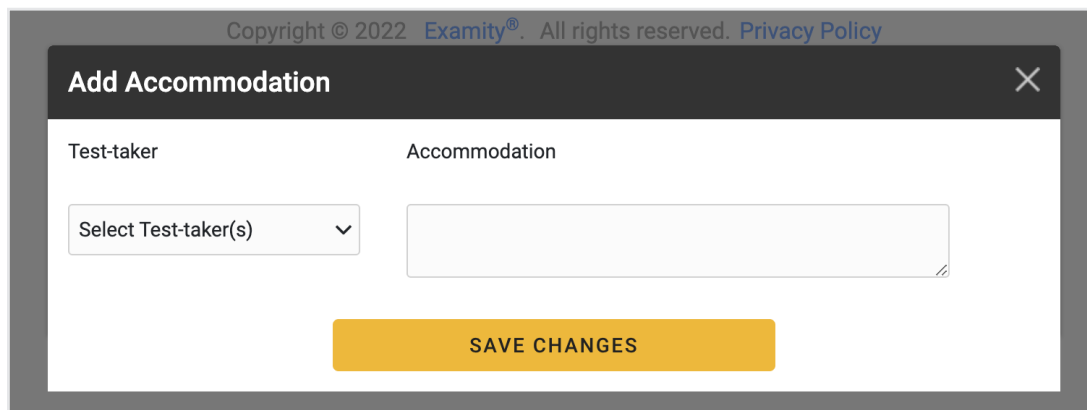 Copyright © 2022 Examity®. All rights reserved. Privacy Policy
Add Accommodation
Test-taker Accommodation
Select Test-taker(s)
SAVE CHANGES